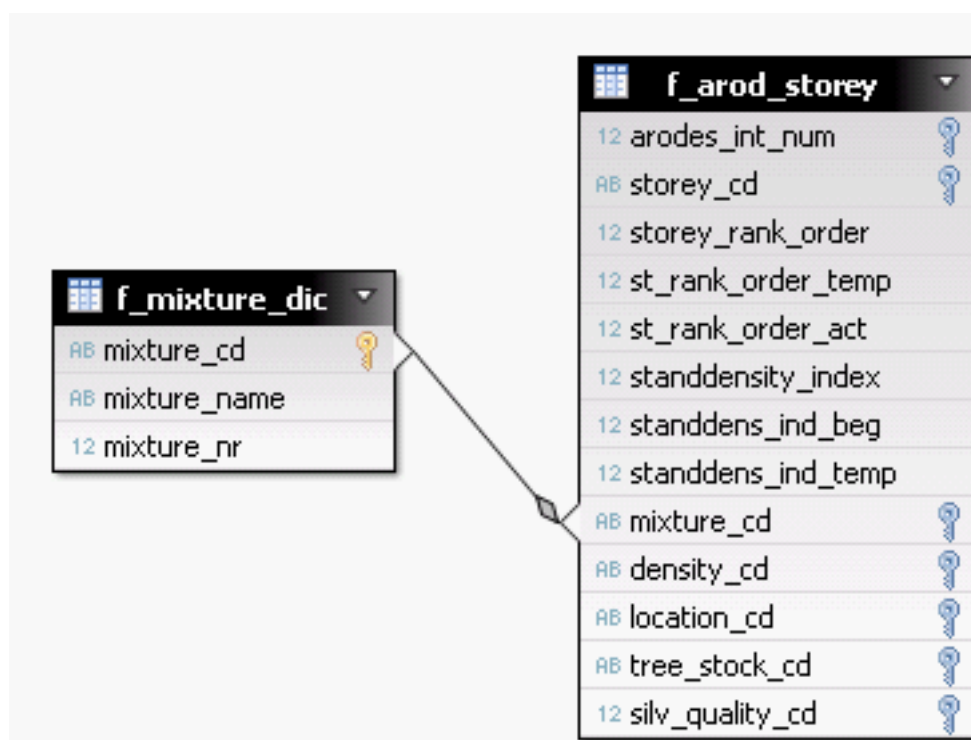 f_mixture_dic
AB mixture_cd
AB mixture_name
12 mixture_nr
f_arod_storey
12 arodes_int_num
AB storey_cd
12 storey_rank_order
12 st_rank_order_temp
12 st_rank_order_act
12 standdensity_index
12 standdens_ind_beg
12 standdens_ind_temp
AB mixture_cd
AB density_cd
AB location_cd
AB tree_stock_cd
12 silv_quality_cd